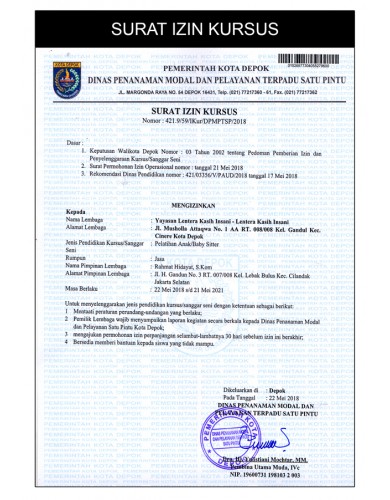 SURAT IZIN KURSUS
KOTA DEPOK
PEMERINTAH KOTA DEPOK
DINAS PENANAMAN MODAL DAN PELAYANAN TERPADU SATU PINTU
JL. MARGONDA RAYA NO. 54 DEPOK 16431, Telp. (021) 77217360 - 61, Fax. (021) 77217362
SURAT IZIN KURSUS
Nomor : 421.9/59/IKur/DPMPTSP/2018
Dasar :
1. Keputusan Walikota Depok Nomor : 03 Tahun 2002 tentang Pedoman Pemberian Izin dan
Penyelenggaraan Kursus/Sanggar Seni
2. Surat Permohonan Izin Operasional nomor : tanggal 21 Mei 2018
3. Rekomendasi Dinas Pendidikan nomor : 421/03356/V/PAUD/2018 tanggal 17 Mei 2018
MENGIZINKAN
Kepada
Nama Lembaga : Yayasan Lentera Kasih Insani - Lentera Kasih Insani
Alamat Lembaga : Jl. Musholla Attaqwa No. 1 AA RT. 008/008 Kel. Gandul Kec.
Cinere Kota Depok
Jenis Pendidikan Kursus/Sanggar : Pelatihan Anak/Baby Sitter
Seni
Rumpun : Jasa
Nama Pimpinan Lembaga : Rahmat Hidayat, S.Kom
Alamat Pimpinan Lembaga : Jl. H. Gandun No. 3 RT. 007/008 Kel. Lebak Bulus Kec. Cilandak
Jakarta Selatan
Masa Berlaku : 22 Mei 2018 s/d 21 Mei 2021
Untuk menyelenggarakan jenis pendidikan kursus/sanggar seni dengan ketentuan sebagai berikut:
1 Mentaati peraturan perundang-undangan yang berlaku;
2 Pemilik Lembaga wajib menyampaikan laporan kegiatan secara berkala kepada Dinas Penanaman Modal
dan Pelayanan Satu Pintu Kota Depok;
3 mengajukan permohonan izin perpanjangan selambat-lambatnya 30 hari sebelum izin ini berakhir;
4 Bersedia memberi bantuan kepada siswa yang tidak mampu.
Dikeluarkan di : Depok
Pada Tanggal : 22 Mei 2018
DINAS PENANAMAN MODAL DAN
PELAYANAN TERPADU SATU PINTU
Yulistiani Mochtar, MM.
Pembina Utama Muda, IVc
NIP. 19600731 198103 2 003